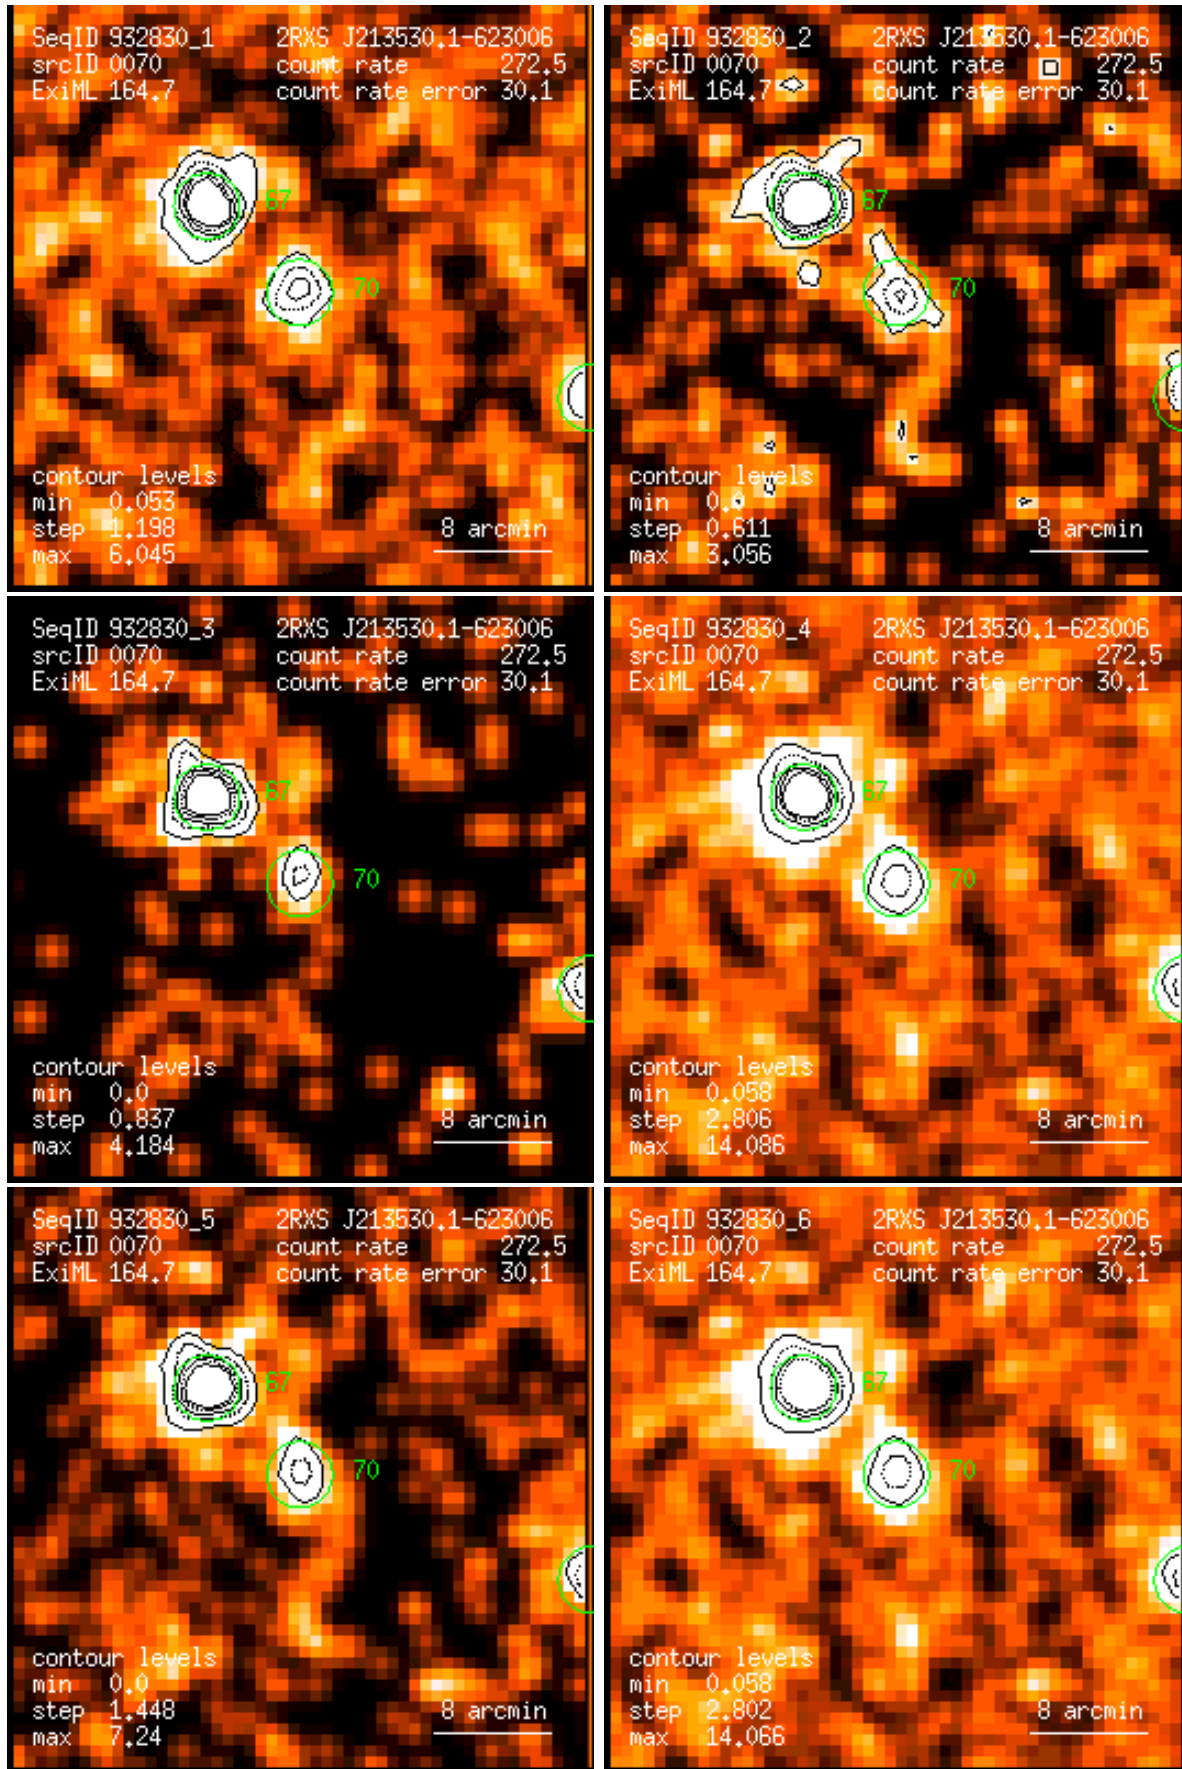 SeqID 932830_1 2RXS J213530.1-623006
srcID 0070 count rate 272.5
ExiML 164.7 count rate error 30.1
67
70
contour levels
min 0.053
step 1.198
max 6.045
8 arcmin
SeqID 932830_2 2RXS J213530.1-623006
srcID 0070 count rate 272.5
ExiML 164.7 count rate error 30.1
67
70
contour levels
min 0.0
step 0.611
max 3.056
8 arcmin
SeqID 932830_3 2RXS J213530.1-623006
srcID 0070 count rate 272.5
ExiML 164.7 count rate error 30.1
67
70
contour levels
min 0.0
step 0.837
max 4.184
8 arcmin
SeqID 932830_4 2RXS J213530.1-623006
srcID 0070 count rate 272.5
ExiML 164.7 count rate error 30.1
67
70
contour levels
min 0.058
step 2.806
max 14.086
8 arcmin
SeqID 932830_5 2RXS J213530.1-623006
srcID 0070 count rate 272.5
ExiML 164.7 count rate error 30.1
67
70
contour levels
min 0.0
step 1.448
max 7.24
8 arcmin
SeqID 932830_6 2RXS J213530.1-623006
srcID 0070 count rate 272.5
ExiML 164.7 count rate error 30.1
67
70
contour levels
min 0.058
step 2.802
max 14.066
8 arcmin